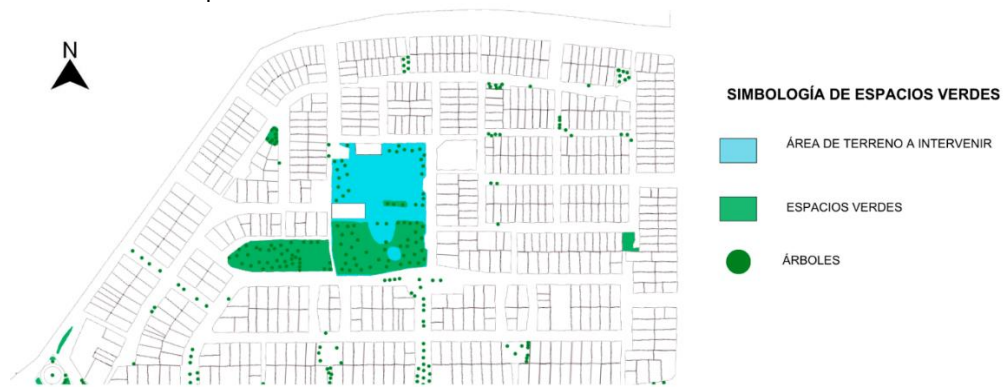 N
SIMBOLOGÍA DE ESPACIOS VERDES
ÁREA DE TERRENO A INTERVENIR
ESPACIOS VERDES
ÁRBOLES